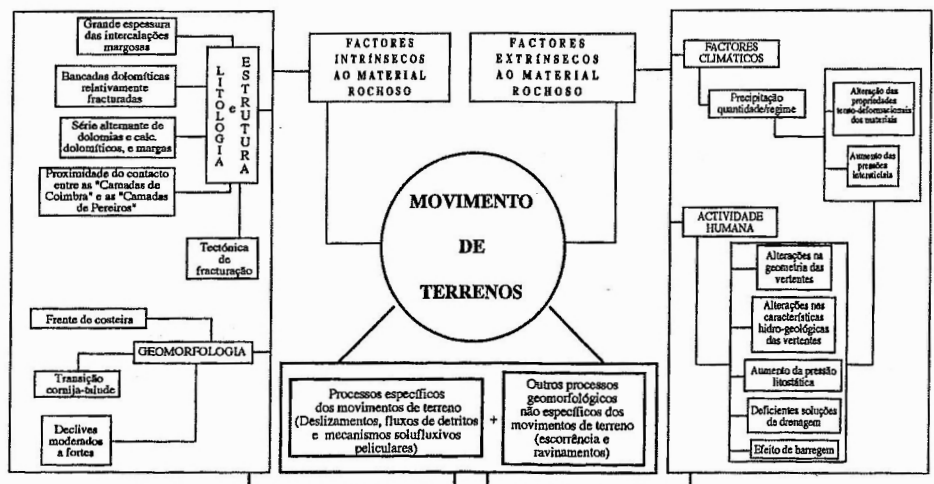 Grande espessura
das intercalações
margosas
Bancadas dolomíticas
relativamente
fracturadas
Série alternante de
dolomias e calc.
dolomíticos, e margas
Proximidade do contacto
entre as "Camadas de
Coimbra" e as "Camadas
de Pereiros"
LITOLOGIA
e
ESTRUTURA
Tectónica
de
fracturação
Frente de costeira
GEOMORFOLOGIA
Transição
cornija-talude
Declives
moderados
a fortes
FACTORES
INTRÍNSECOS
AO MATERIAL
ROCHOSO
FACTORES
EXTRÍNSECOS
AO MATERIAL
ROCHOSO
MOVIMENTO
DE
TERRENOS
Processos específicos
dos movimentos de terreno
(Deslizamentos, fluxos de detritos
e mecanismos solufluxivos
peliculares)
+
Outros processos
geomorfológicos
não específicos dos
movimentos de terreno
(escorrência e
ravinamentos)
FACTORES
CLIMÁTICOS
Precipitação
quantidade/regime
Alteração das
propriedades
tenso-deformacionais
dos materiais
Aumento das
pressões
intersticiais
ACTIVIDADE
HUMANA
Alterações na
geometria das
vertentes
Alterações nas
características
hidro-geológicas
das vertentes
Aumento da pressão
litostática
Deficientes soluções
da drenagem
Efeito de barragem